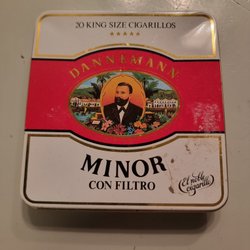 20 KING SIZE CIGARILLOS
DANNEMANN
MINOR
CON FILTRO
El noble
cigarillo